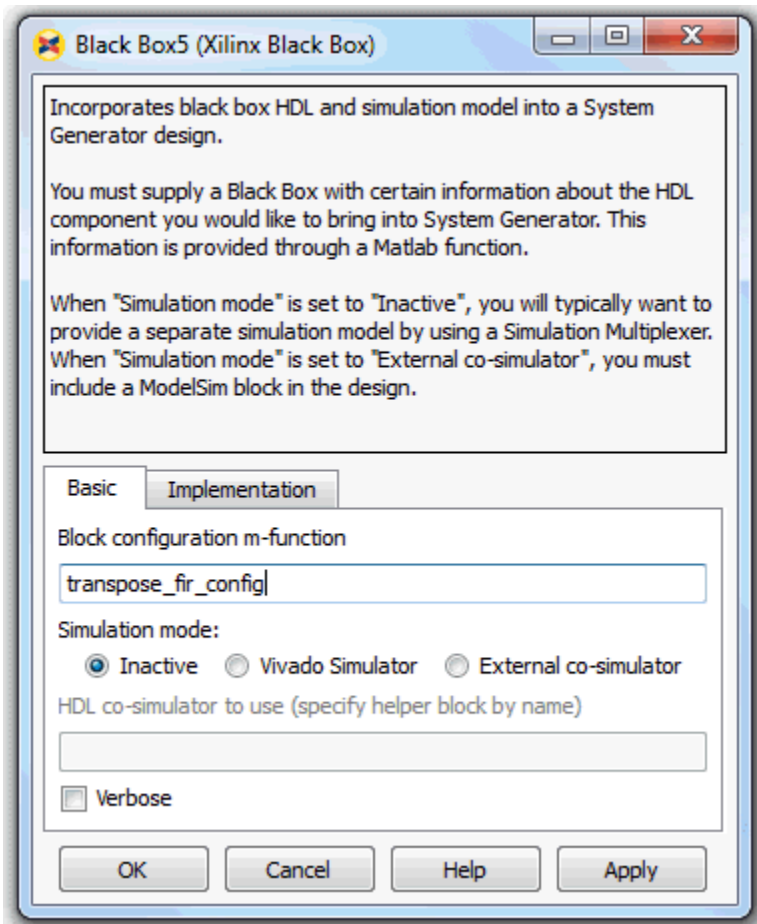 Black Box5 (Xilinx Black Box)
Incorporates black box HDL and simulation model into a System
Generator design.
You must supply a Black Box with certain information about the HDL
component you would like to bring into System Generator. This
information is provided through a Matlab function.
When "Simulation mode" is set to "Inactive", you will typically want to
provide a separate simulation model by using a Simulation Multiplexer.
When "Simulation mode" is set to "External co-simulator", you must
include a ModelSim block in the design.
Basic Implementation
Block configuration m-function
transpose_fir_config
Simulation mode:
Inactive Vivado Simulator External co-simulator
HDL co-simulator to use (specify helper block by name)
Verbose
OK Cancel Help Apply